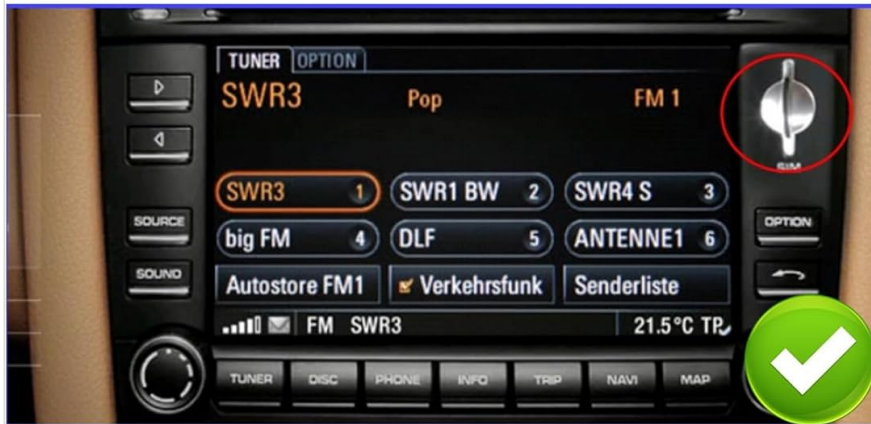 TUNER OPTION
SWR3 Pop FM 1
SIM
SWR3 1 SWR1 BW 2 SWR4 S 3
SOURCE big FM 4 DLF 5 ANTENNE1 6 OPTION
SOUND Autostore FM1 Verkehrsfunk Senderliste
FM SWR3 21.5°C TP
TUNER DISC PHONE INFO TRIP NAVI MAP